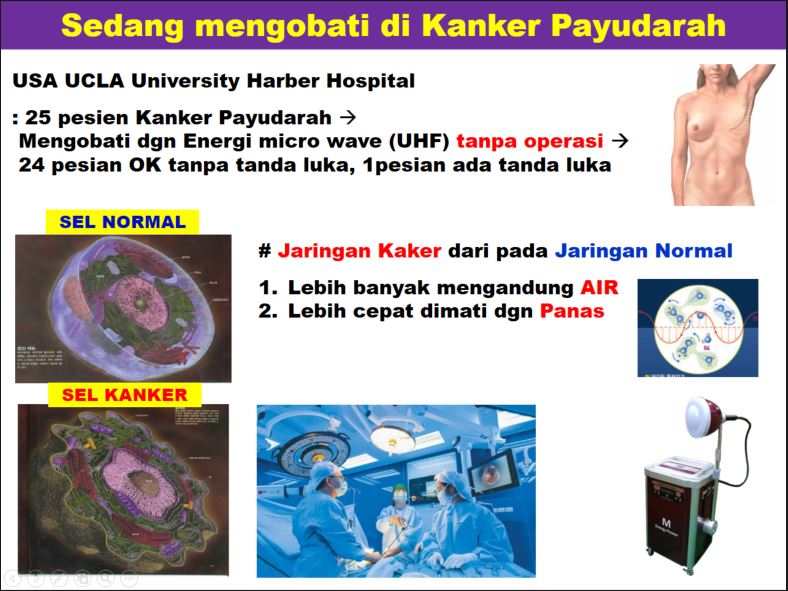 Sedang mengobati di Kanker Payudarah
USA UCLA University Harber Hospital
: 25 pesien Kanker Payudarah →
Mengobati dgn Energi micro wave (UHF) tanpa operasi →
24 pesian OK tanpa tanda luka, 1pesian ada tanda luka
SEL NORMAL
# Jaringan Kaker dari pada Jaringan Normal
1. Lebih banyak mengandung AIR
2. Lebih cepat dimati dgn Panas
SEL KANKER
M